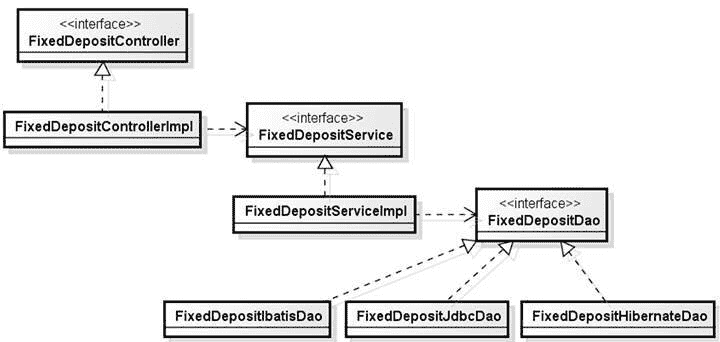 <<interface>>
FixedDepositController
FixedDepositControllerImpl
<<interface>>
FixedDepositService
FixedDepositServiceImpl
<<interface>>
FixedDepositDao
FixedDepositIbatisDao
FixedDepositJdbcDao
FixedDepositHibernateDao